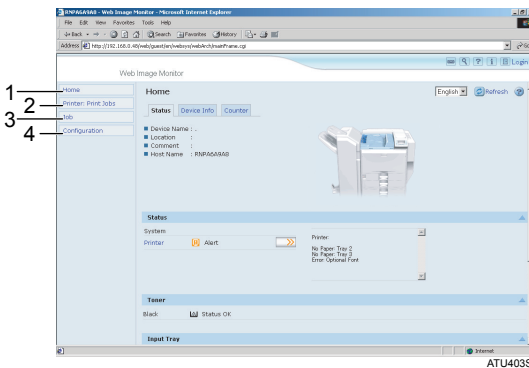 RNPA6A9A8 - Web Image Monitor - Microsoft Internet Explorer
File Edit View Favorites Tools Help
Back Search Favorites History
Address http://192.168.0.48/web/guest/en/websys/webArch/mainFrame.cgi
? i Login
Web Image Monitor
1 Home
2 Printer: Print Jobs
3 Job
4 Configuration
Home English Refresh ?
Status Device Info Counter
Device Name : .
Location :
Comment :
Host Name : RNPA6A9A8
Status
System
Printer Alert
Printer:
No Paper: Tray 2
No Paper: Tray 3
Error: Optional Font
Toner
Black Status OK
Input Tray
Internet
ATU403S